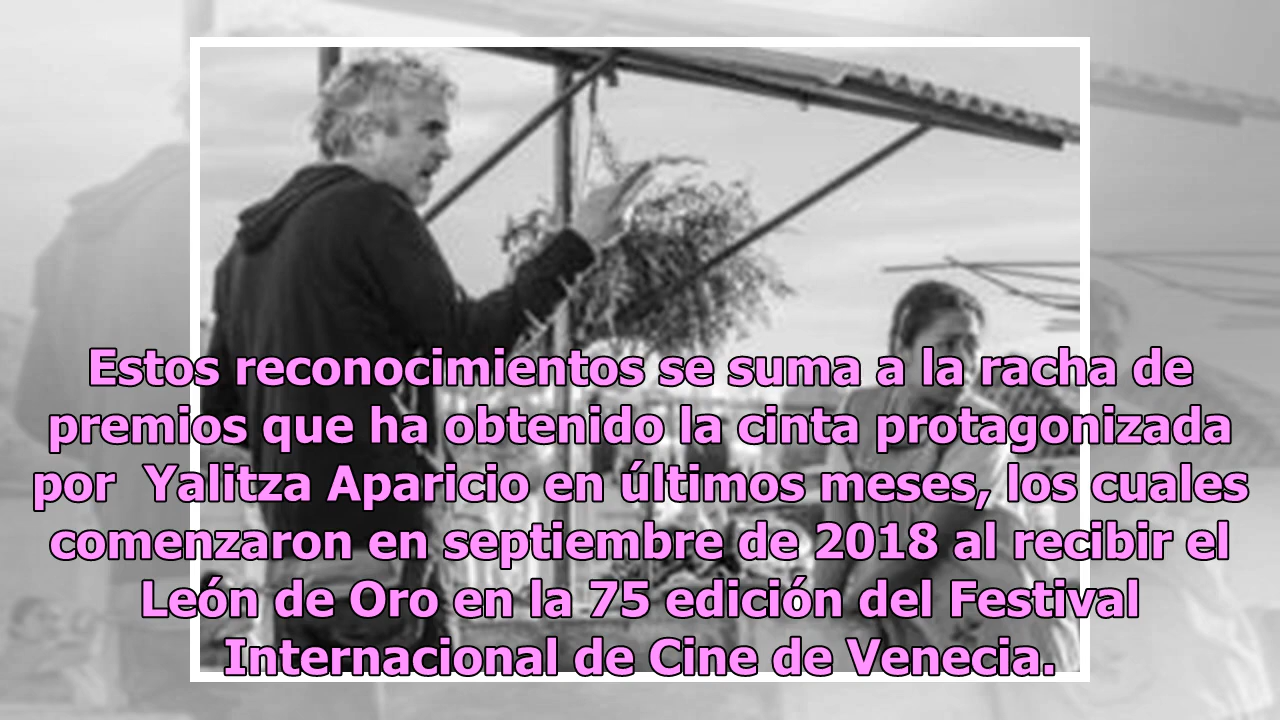 Estos reconocimientos se suma a la racha de
premios que ha obtenido la cinta protagonizada
por  Yalitza Aparicio en últimos meses, los cuales
comenzaron en septiembre de 2018 al recibir el
León de Oro en la 75 edición del Festival
Internacional de Cine de Venecia.